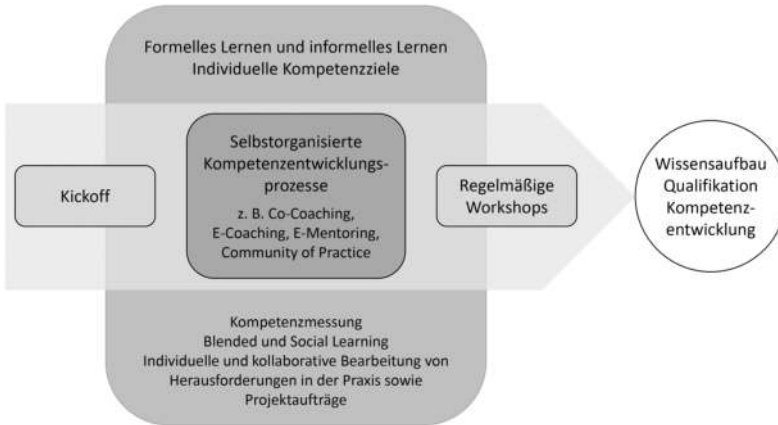 Formelles Lernen und informelles Lernen
Individuelle Kompetenzziele
Kickoff
Selbstorganisierte
Kompetenzentwicklungs-
prozesse
z. B. Co-Coaching,
E-Coaching, E-Mentoring,
Community of Practice
Regelmäßige
Workshops
Wissensaufbau
Qualifikation
Kompetenz-
entwicklung
Kompetenzmessung
Blended und Social Learning
Individuelle und kollaborative Bearbeitung von
Herausforderungen in der Praxis sowie
Projektaufträge